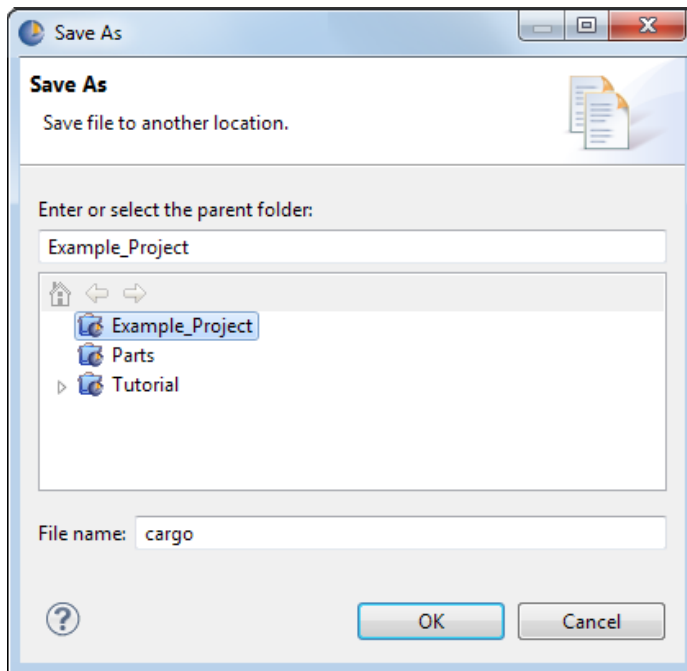 Save As
Save As
Save file to another location.
Enter or select the parent folder:
Example_Project
Example_Project
Parts
Tutorial
File name: cargo
OK Cancel